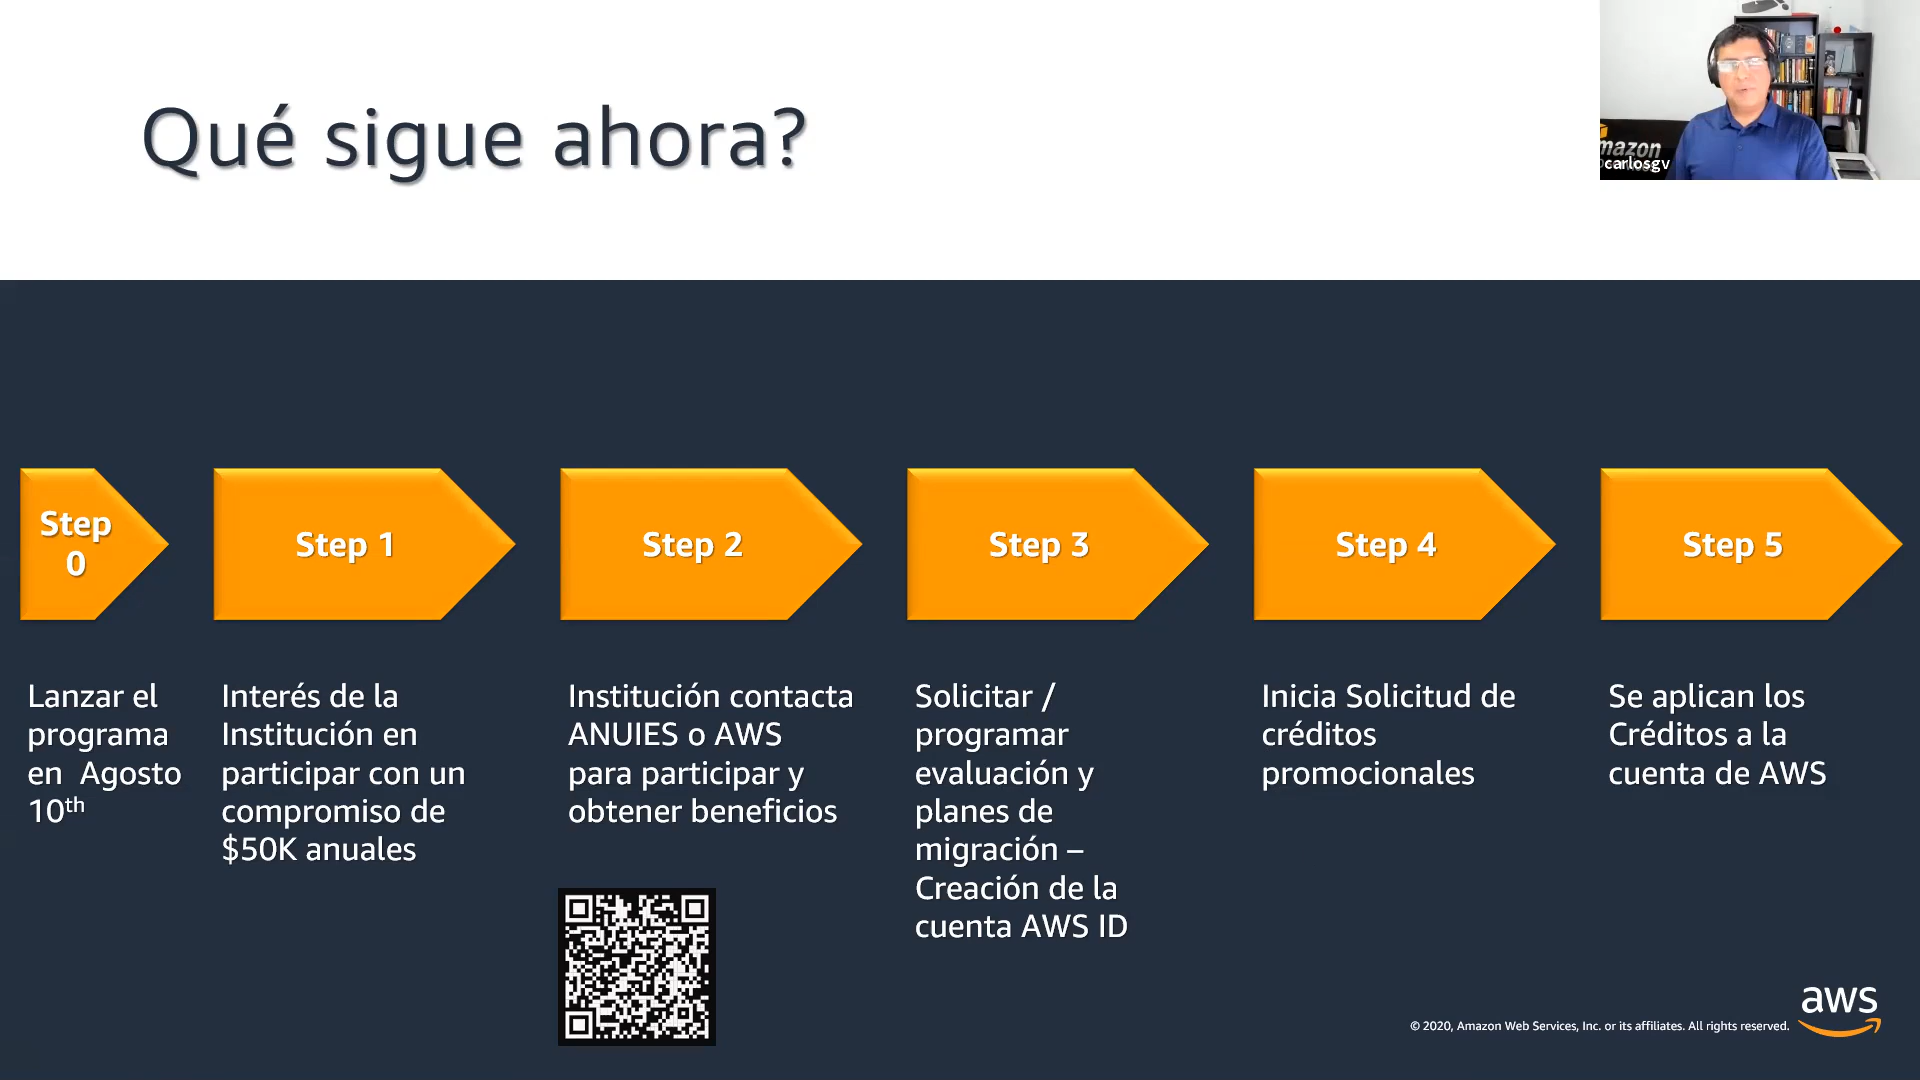 Qué sigue ahora?
mazon
carlosgv
Step
0
Step 1
Step 2
Step 3
Step 4
Step 5
Lanzar el
programa
en  Agosto
10th
Interés de la
Institución en
participar con un
compromiso de
$50K anuales
Institución contacta
ANUIES o AWS
para participar y
obtener beneficios
Solicitar /
programar
evaluación y
planes de
migración –
Creación de la
cuenta AWS ID
Inicia Solicitud de
créditos
promocionales
Se aplican los
Créditos a la
cuenta de AWS
© 2020, Amazon Web Services, Inc. or its affiliates. All rights reserved.
aws